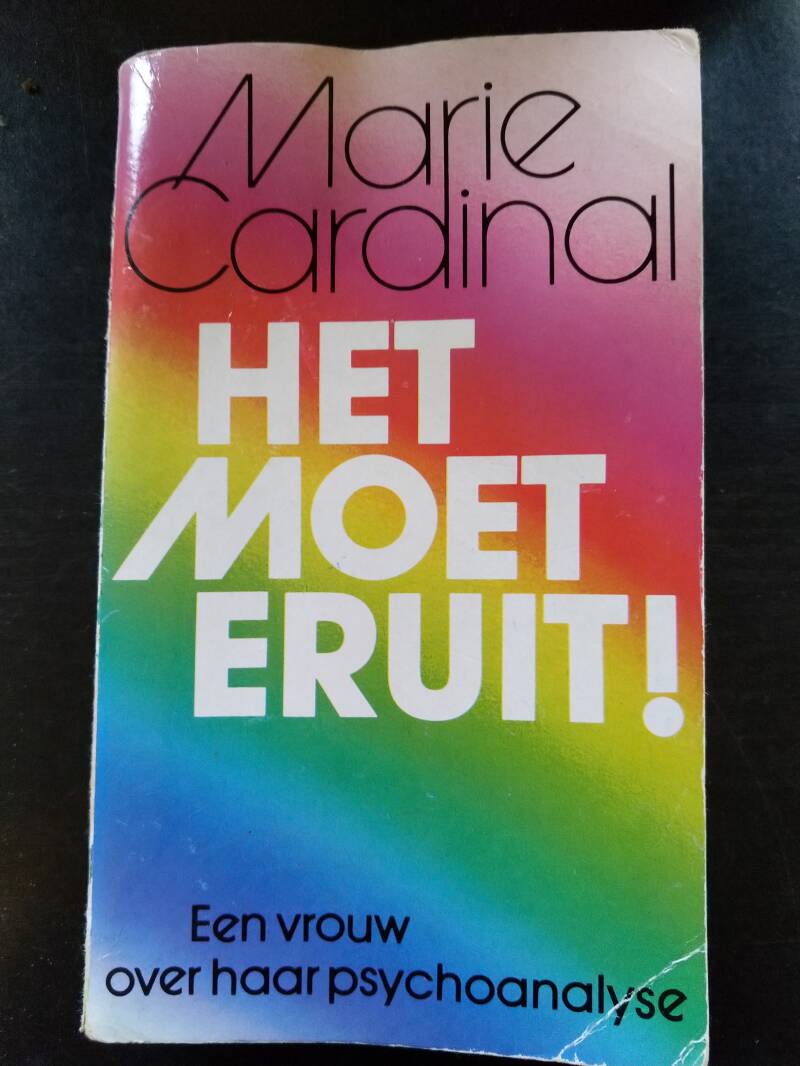 Marie
Cardinal
HET
MOET
ERUIT!
Een vrouw
over haar psychoanalyse